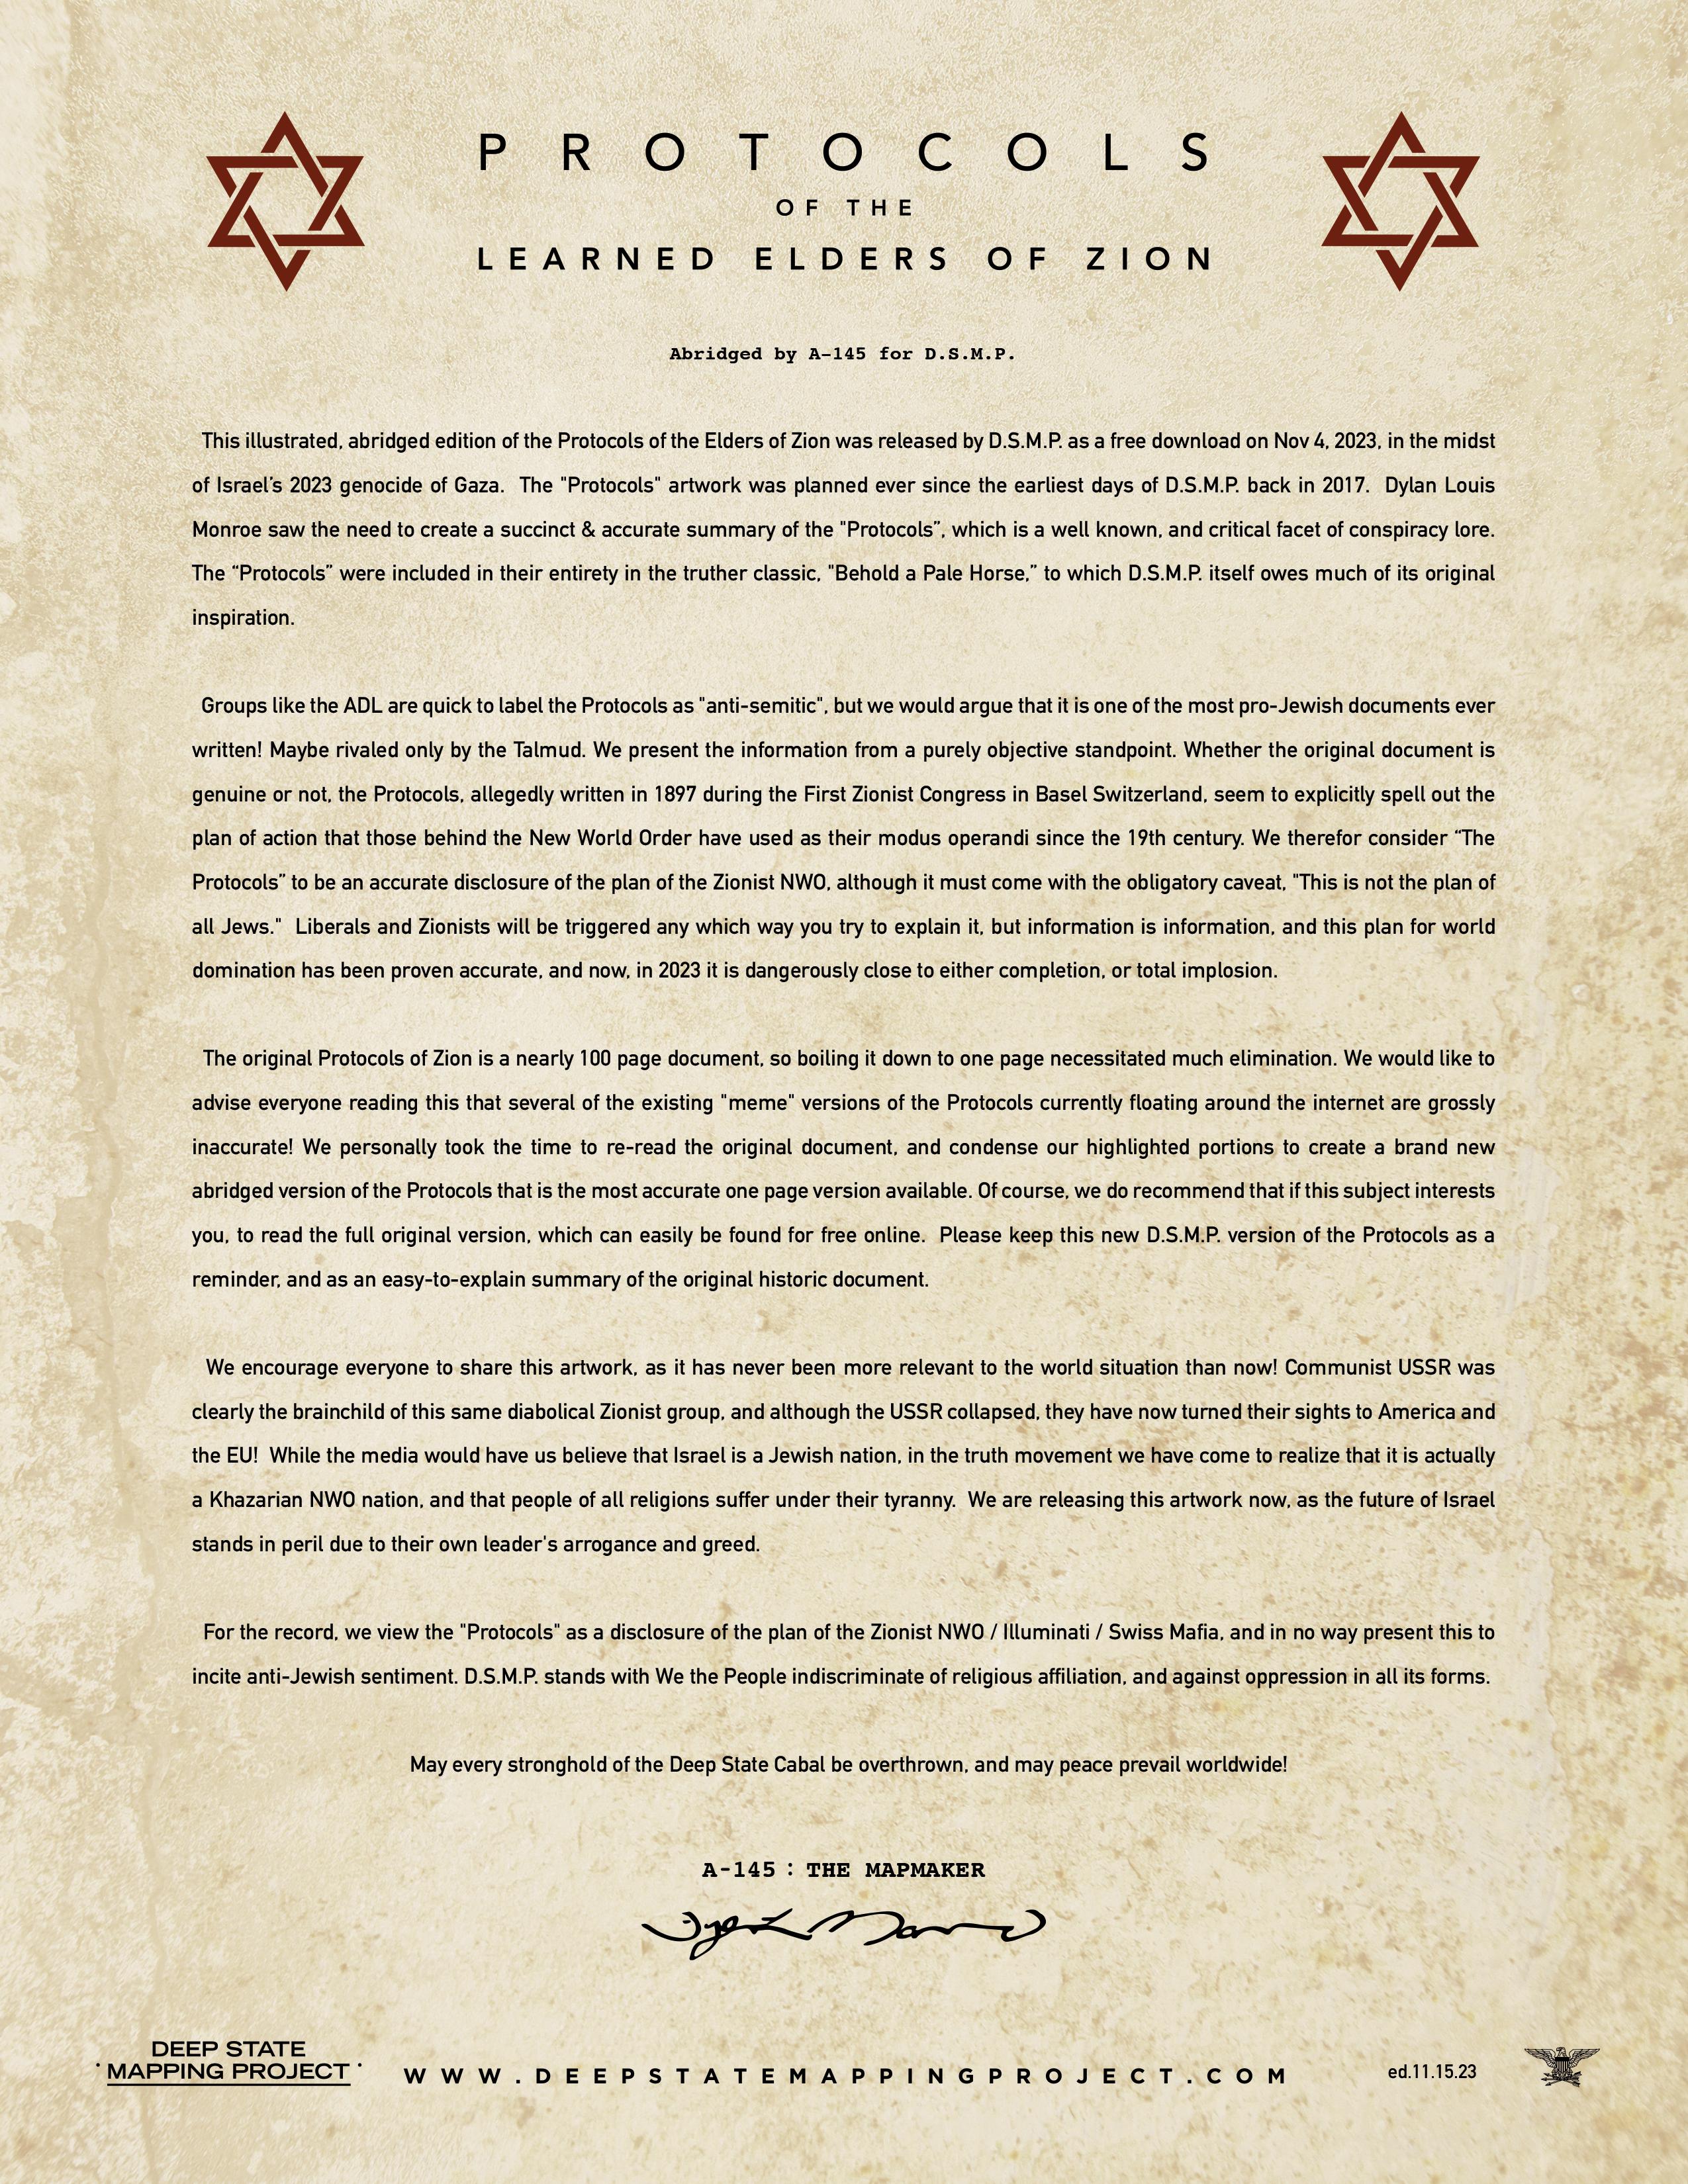 PROTOCOLS
OF THE
LEARNED ELDERS OF ZION
Abridged by A-145 for D.S.M.P.
This illustrated, abridged edition of the Protocols of the Elders of Zion was released by D.S.M.P. as a free download on Nov 4, 2023, in the midst
of Israel’s 2023 genocide of Gaza. The "Protocols" artwork was planned ever since the earliest days of D.S.M.P. back in 2017. Dylan Louis
Monroe saw the need to create a succinct & accurate summary of the "Protocols”, which is a well known, and critical facet of conspiracy lore.
The “Protocols” were included in their entirety in the truther classic, "Behold a Pale Horse,” to which D.S.M.P. itself owes much of its original
inspiration.
Groups like the ADL are quick to label the Protocols as "anti-semitic", but we would argue that it is one of the most pro-Jewish documents ever
written! Maybe rivaled only by the Talmud. We present the information from a purely objective standpoint. Whether the original document is
genuine or not, the Protocols, allegedly written in 1897 during the First Zionist Congress in Basel Switzerland, seem to explicitly spell out the
plan of action that those behind the New World Order have used as their modus operandi since the 19th century. We therefor consider “The
Protocols” to be an accurate disclosure of the plan of the Zionist NWO, although it must come with the obligatory caveat, "This is not the plan of
all Jews." Liberals and Zionists will be triggered any which way you try to explain it, but information is information, and this plan for world
domination has been proven accurate, and now, in 2023 it is dangerously close to either completion, or total implosion.
The original Protocols of Zion is a nearly 100 page document, so boiling it down to one page necessitated much elimination. We would like to
advise everyone reading this that several of the existing "meme" versions of the Protocols currently floating around the internet are grossly
inaccurate! We personally took the time to re-read the original document, and condense our highlighted portions to create a brand new
abridged version of the Protocols that is the most accurate one page version available. Of course, we do recommend that if this subject interests
you, to read the full original version, which can easily be found for free online. Please keep this new D.S.M.P. version of the Protocols as a
reminder, and as an easy-to-explain summary of the original historic document.
We encourage everyone to share this artwork, as it has never been more relevant to the world situation than now! Communist USSR was
clearly the brainchild of this same diabolical Zionist group, and although the USSR collapsed, they have now turned their sights to America and
the EU! While the media would have us believe that Israel is a Jewish nation, in the truth movement we have come to realize that it is actually
a Khazarian NWO nation, and that people of all religions suffer under their tyranny. We are releasing this artwork now, as the future of Israel
stands in peril due to their own leader's arrogance and greed.
For the record, we view the "Protocols" as a disclosure of the plan of the Zionist NWO / Illuminati / Swiss Mafia, and in no way present this to
incite anti-Jewish sentiment. D.S.M.P. stands with We the People indiscriminate of religious affiliation, and against oppression in all its forms.
May every stronghold of the Deep State Cabal be overthrown, and may peace prevail worldwide!
A-145 : THE MAPMAKER
DEEP STATE
MAPPING PROJECT
WWW.DEEPSTATEMAPPINGPROJECT.COM
ed.11.15.23